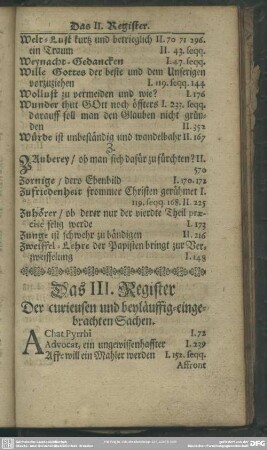 Das II. Register.
Welt-Lust kurtz und betrieglich II. 70 71 296.
ein Traum II. 43. seqq.
Weynacht-Gedancken I. 47. seqq.
Wille Gottes der beste und dem Unserigen
vorzuziehen I. 119. seqq. 144
Wollust zu vermeiden und wie? I. 176
Wunder thut GOtt noch öffters I. 231. seqq.
darauff soll man den Glauben nicht grün-
den II. 352
Würde ist unbeständig und wandelbahr II. 167
Z.
ZAuberey / ob man sich dafür zu fürchten? II.
570
Zornige / dero Ebenbild I. 170. 172
Zufriedenheit frommer Christen gerühmet I.
119. seqq. 168. II. 225
Zuhörer / ob derer nur der vierdte Theil præ-
cisè selig werde I. 173
Zunge ist schwehr zu bändigen II. 216
Zweiffel-Lehre der Papisten bringt zur Ver-
zweiffelung I. 148
Das III. Register
Der curieusen und beyläuffig-einge-
brachten Sachen.
AChat Pyrrhi I. 72
Advocat, ein ungewissenhaffter I. 239
Affe will ein Mahler werden I. 152. seqq.
Affront